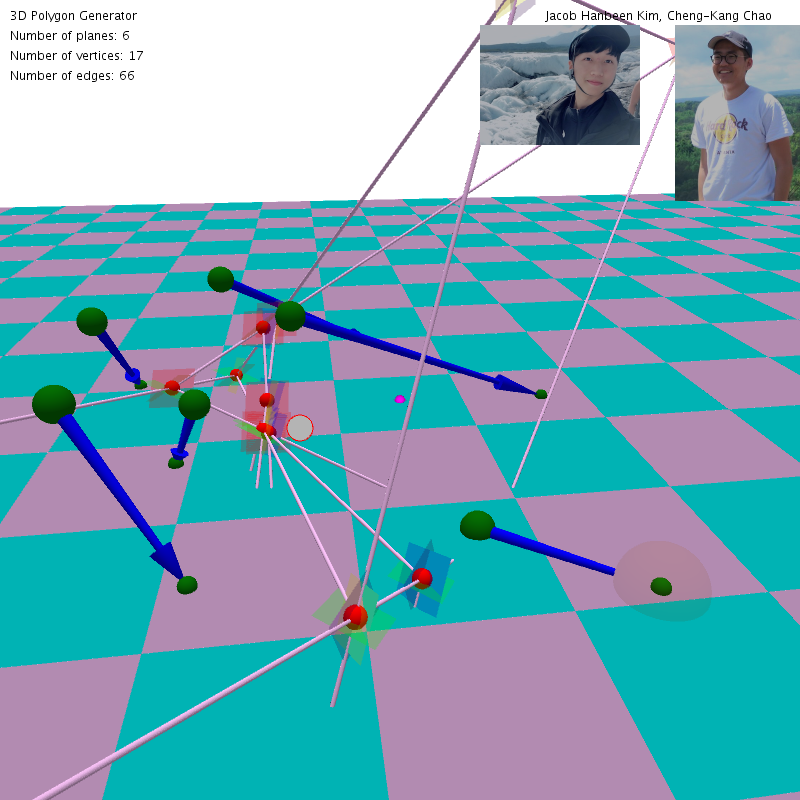 3D Polygon Generator
Jacob Hanbeen Kim, Cheng-Kang Chao
Number of planes: 6
Number of vertices: 17
Number of edges: 66